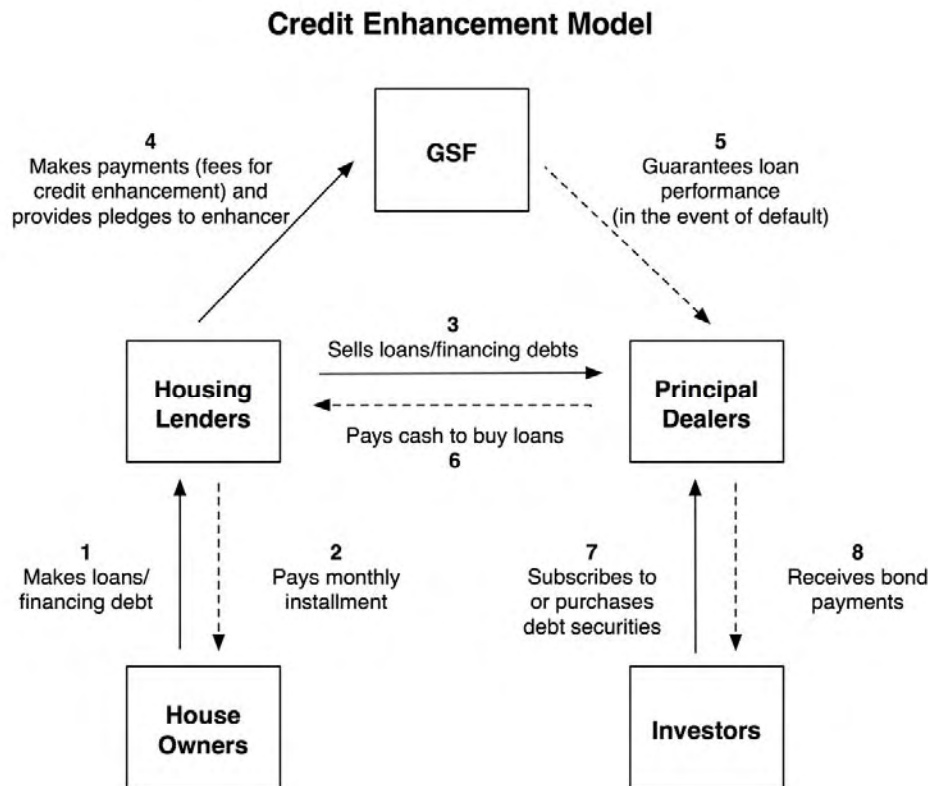 Credit Enhancement Model
GSF
4
Makes payments (fees for
credit enhancement) and
provides pledges to enhancer
5
Guarantees loan
performance
(in the event of default)
3
Sells loans/financing debts
Housing
Lenders
Principal
Dealers
Pays cash to buy loans
6
1
Makes loans/
financing debt
2
Pays monthly
installment
7
Subscribes to
or purchases
debt securities
8
Receives bond
payments
House
Owners
Investors